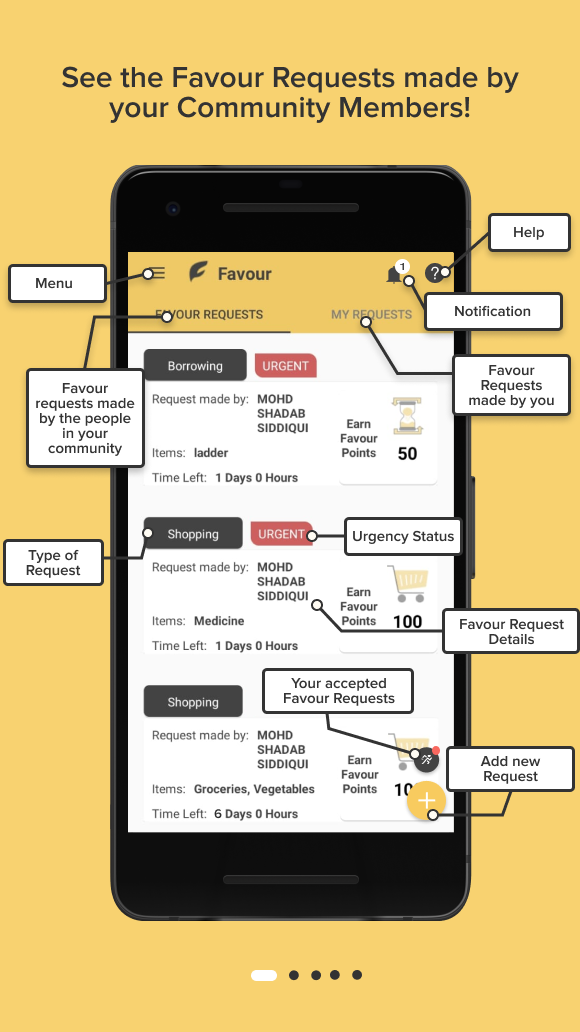 See the Favour Requests made by
your Community Members!
Help
Menu
Favour
1
?
Notification
FAVOUR REQUESTS
MY REQUESTS
Favour
Requests
made by you
Favour
requests made
by the people
in your
community
Borrowing
URGENT
Request made by: MOHD
SHADAB
SIDDIQUI
Items: ladder
Time Left: 1 Days 0 Hours
Earn
Favour
Points
50
Type of
Request
Shopping
URGENT
Urgency Status
Request made by: MOHD
SHADAB
SIDDIQUI
Items: Medicine
Time Left: 1 Days 0 Hours
Earn
Favour
Points
100
Favour Request
Details
Your accepted
Favour Requests
Shopping
Request made by: MOHD
SHADAB
SIDDIQUI
Items: Groceries, Vegetables
Time Left: 6 Days 0 Hours
Earn
Favour
Points
Add new
Request
+